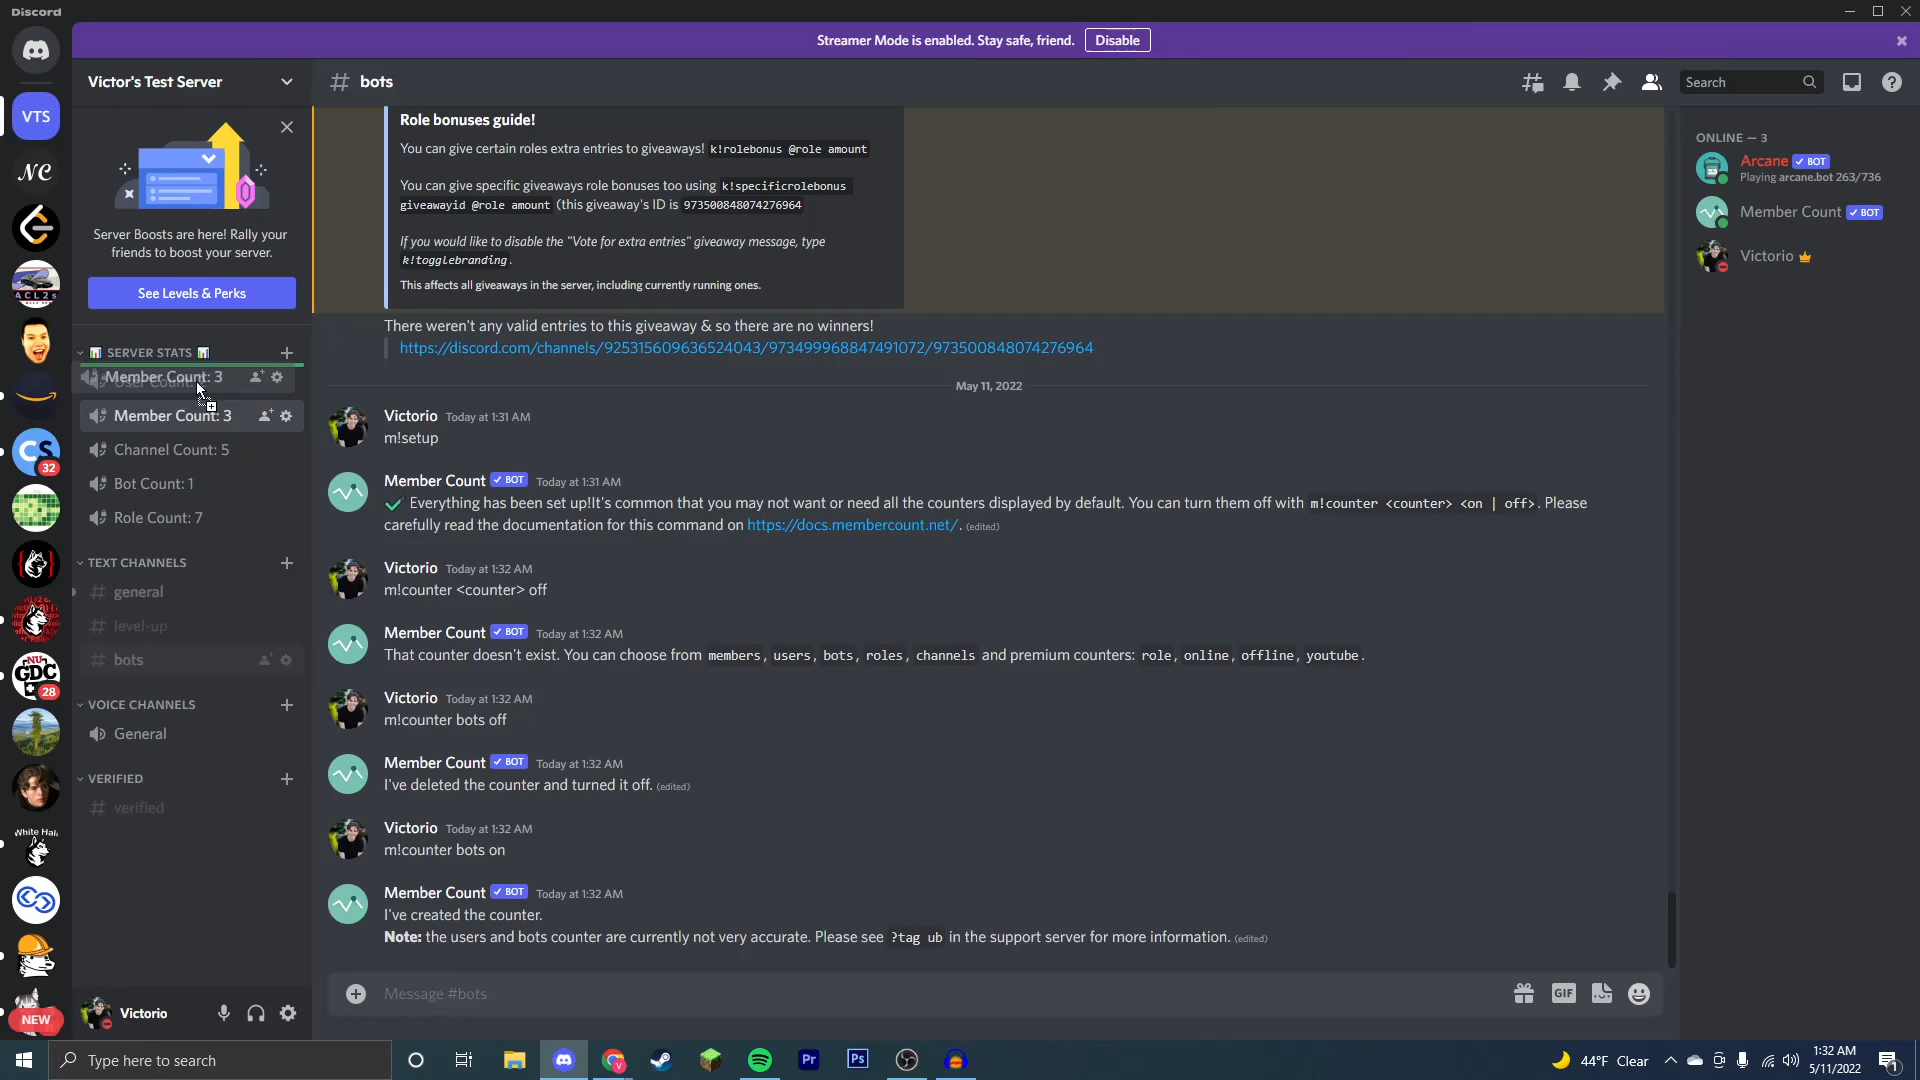 Discord
Streamer Mode is enabled. Stay safe, friend. Disable
Victor's Test Server
bots
Search
VTS
NC
ACL2s
CS
32
NU
GDC
28
White Hal
NEW
Server Boosts are here! Rally your
friends to boost your server.
See Levels & Perks
SERVER STATS
Member Count: 3
User Count:
Member Count: 3
Channel Count: 5
Bot Count: 1
Role Count: 7
TEXT CHANNELS
general
level-up
bots
VOICE CHANNELS
General
VERIFIED
verified
Victorio
Role bonuses guide!
You can give certain roles extra entries to giveaways! k!rolebonus @role amount
You can give specific giveaways role bonuses too using k!specificrolebonus
giveawayid @role amount (this giveaway's ID is 973500848074276964
If you would like to disable the "Vote for extra entries" giveaway message, type
k!togglebranding.
This affects all giveaways in the server, including currently running ones.
There weren't any valid entries to this giveaway & so there are no winners!
https://discord.com/channels/925315609636524043/973499968847491072/973500848074276964
May 11, 2022
Victorio Today at 1:31 AM
m!setup
Member Count BOT Today at 1:31 AM
Everything has been set up!It's common that you may not want or need all the counters displayed by default. You can turn them off with m!counter <counter> <on | off>. Please
carefully read the documentation for this command on https://docs.membercount.net/. (edited)
Victorio Today at 1:32 AM
m!counter <counter> off
Member Count BOT Today at 1:32 AM
That counter doesn't exist. You can choose from members, users, bots, roles, channels and premium counters: role, online, offline, youtube.
Victorio Today at 1:32 AM
m!counter bots off
Member Count BOT Today at 1:32 AM
I've deleted the counter and turned it off. (edited)
Victorio Today at 1:32 AM
m!counter bots on
Member Count BOT Today at 1:32 AM
I've created the counter.
Note: the users and bots counter are currently not very accurate. Please see ?tag ub in the support server for more information. (edited)
Message #bots
GIF
ONLINE — 3
Arcane BOT
Playing arcane.bot 263/736
Member Count BOT
Victorio
Type here to search
Pr
Ps
44°F Clear
1:32 AM
5/11/2022
1